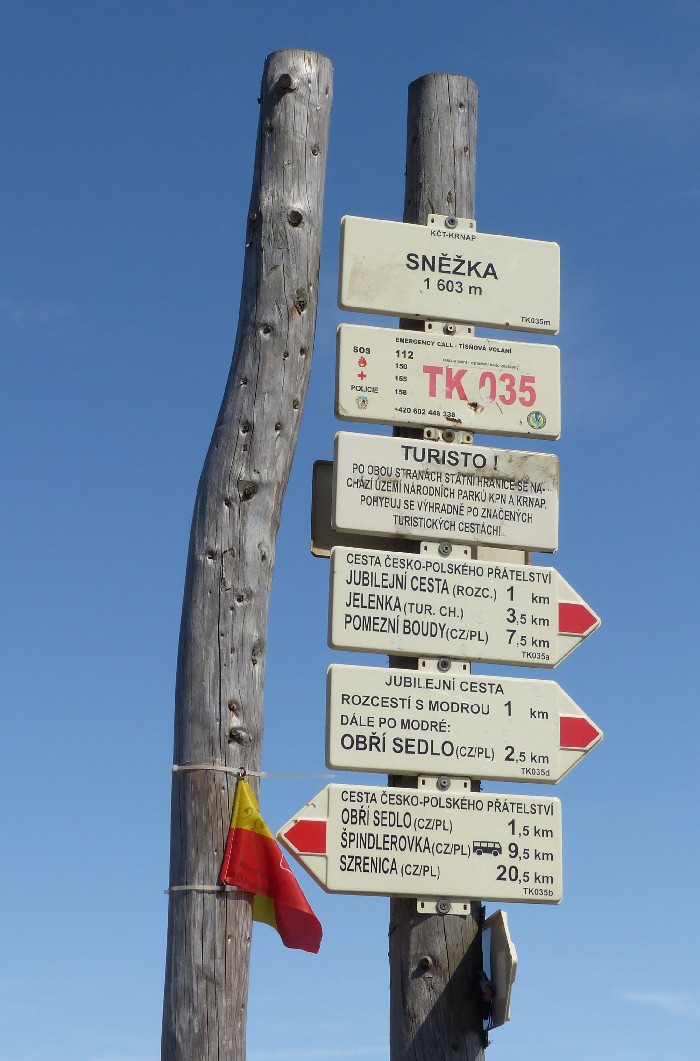 KČT-KRNAP
SNĚŽKA
1 603 m
TK035m
EMERGENCY CALL - TÍSNOVÁ VOLÁNÍ
SOS 112
150
155
POLICIE 158
TK 035
+420 602 448 338
TURISTO !
PO OBOU STRANÁCH STÁTNÍ HRANICE SE NA-
CHÁZÍ ÚZEMÍ NÁRODNÍCH PARKŮ KPN A KRNAP.
POHYBUJ SE VÝHRADNĚ PO ZNAČENÝCH
TURISTICKÝCH CESTÁCH!
CESTA ČESKO-POLSKÉHO PŘÁTELSTVÍ
JUBILEJNÍ CESTA (ROZC.) 1 km
JELENKA (TUR. CH.) 3,5 km
POMEZNÍ BOUDY (CZ/PL) 7,5 km
TK035a
JUBILEJNÍ CESTA
ROZCESTÍ S MODROU 1 km
DÁLE PO MODRÉ:
OBŘÍ SEDLO (CZ/PL) 2,5 km
TK035d
CESTA ČESKO-POLSKÉHO PŘÁTELSTVÍ
OBŘÍ SEDLO (CZ/PL) 1,5 km
ŠPINDLEROVKA (CZ/PL) 9,5 km
SZRENICA (CZ/PL) 20,5 km
TK035b